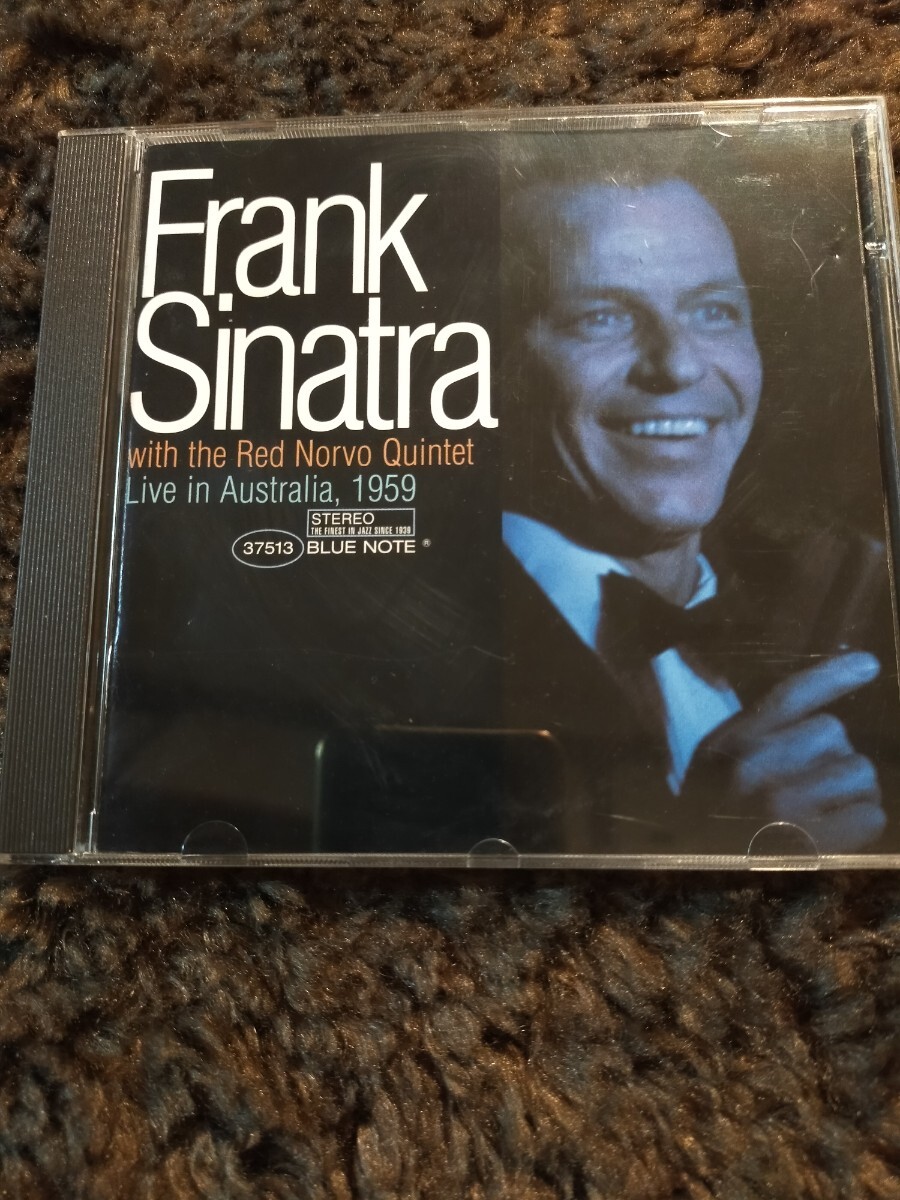 Frank
Sinatra
with the Red Norvo Quintet
Live in Australia, 1959
STEREO
THE FINEST IN JAZZ SINCE 1939
37513 BLUE NOTE ®